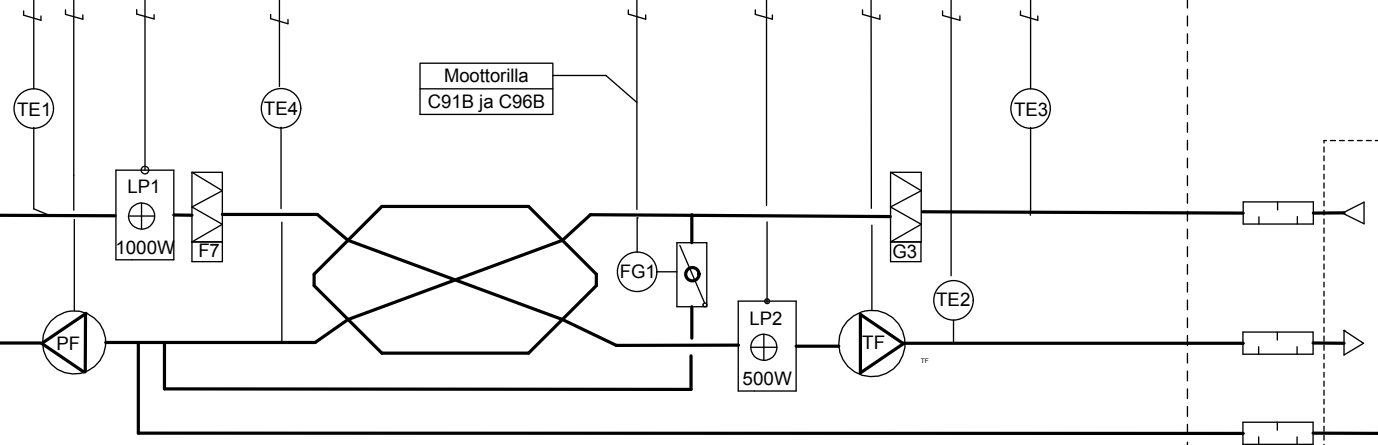 Moottorilla
C91B ja C96B
TE1
TE4
TE3
LP1
1000W
F7
G3
FG1
TE2
LP2
500W
PF
TF
TF